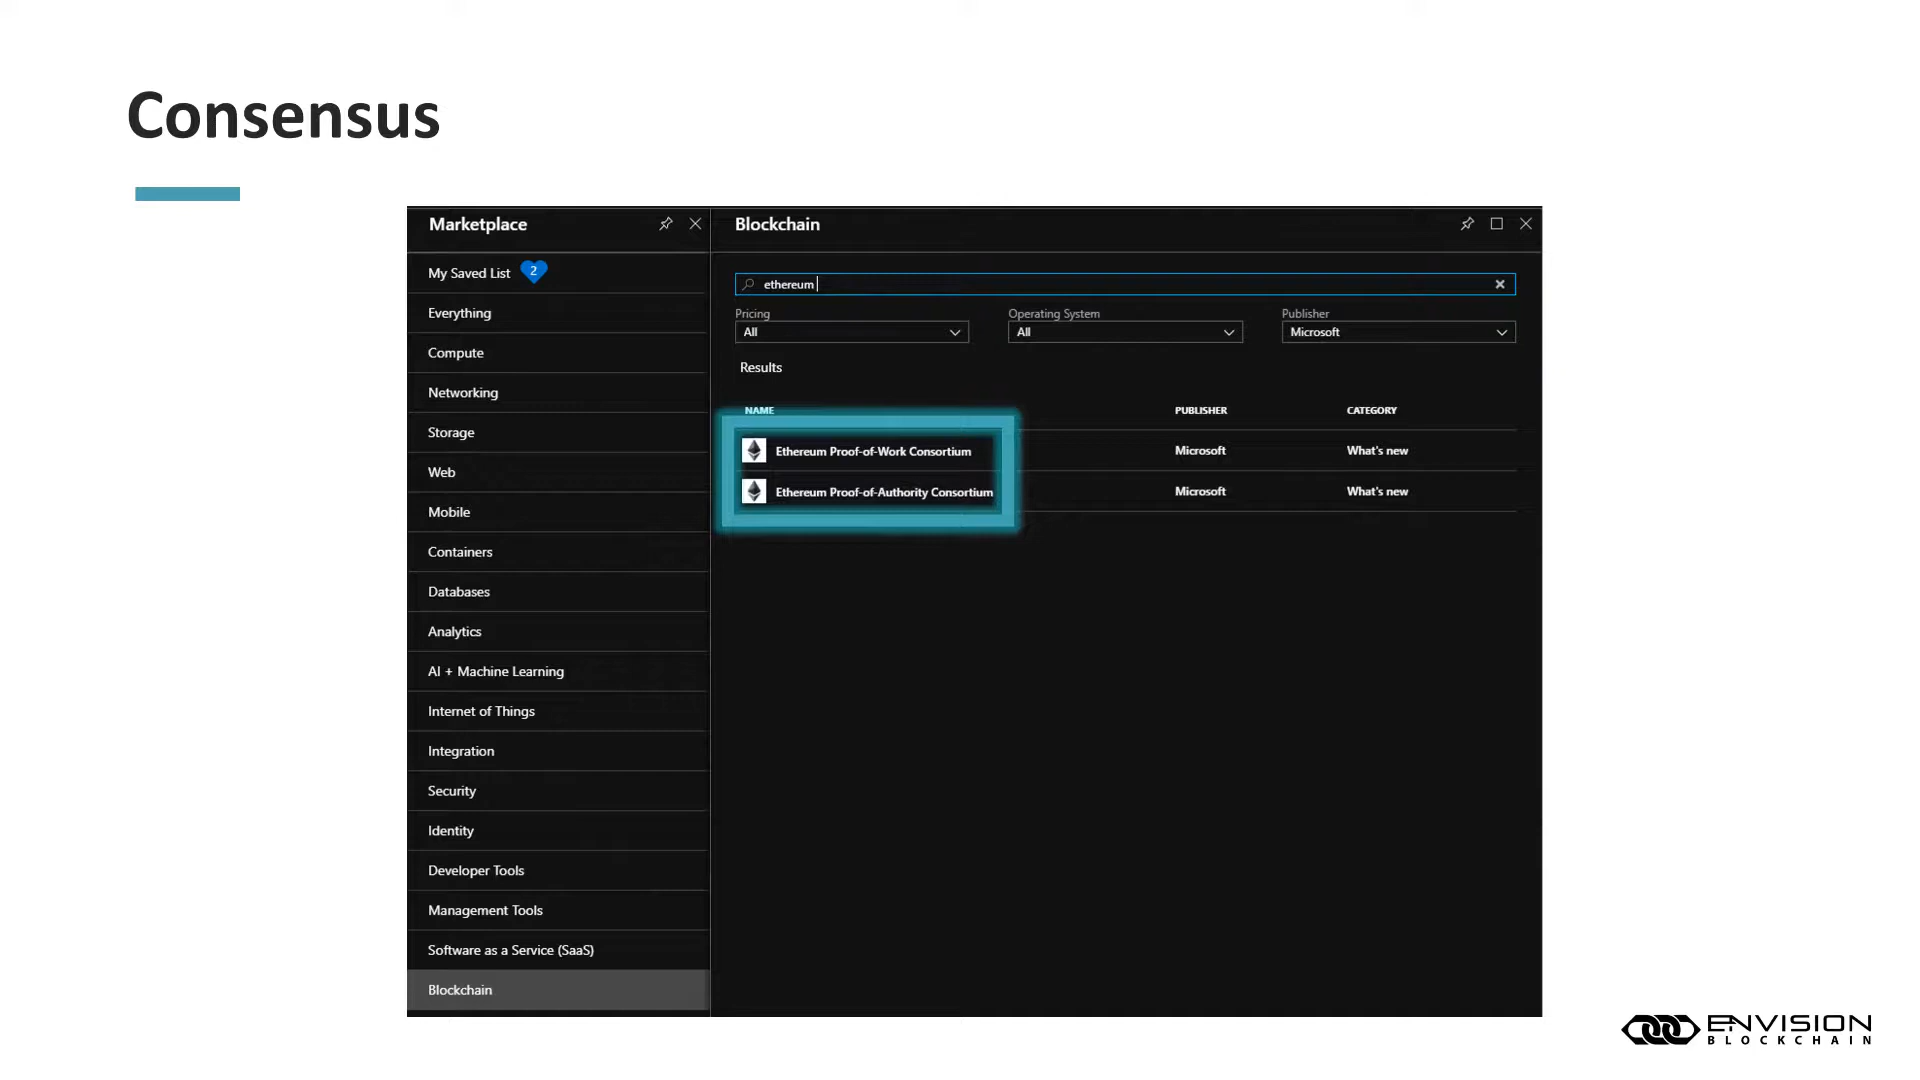 Consensus
Marketplace
My Saved List 2
Everything
Compute
Networking
Storage
Web
Mobile
Containers
Databases
Analytics
AI + Machine Learning
Internet of Things
Integration
Security
Identity
Developer Tools
Management Tools
Software as a Service (SaaS)
Blockchain
Blockchain
ethereum
Pricing Operating System Publisher
All All Microsoft
Results
NAME PUBLISHER CATEGORY
Ethereum Proof-of-Work Consortium Microsoft What's new
Ethereum Proof-of-Authority Consortium Microsoft What's new
ENVISION
BLOCKCHAIN